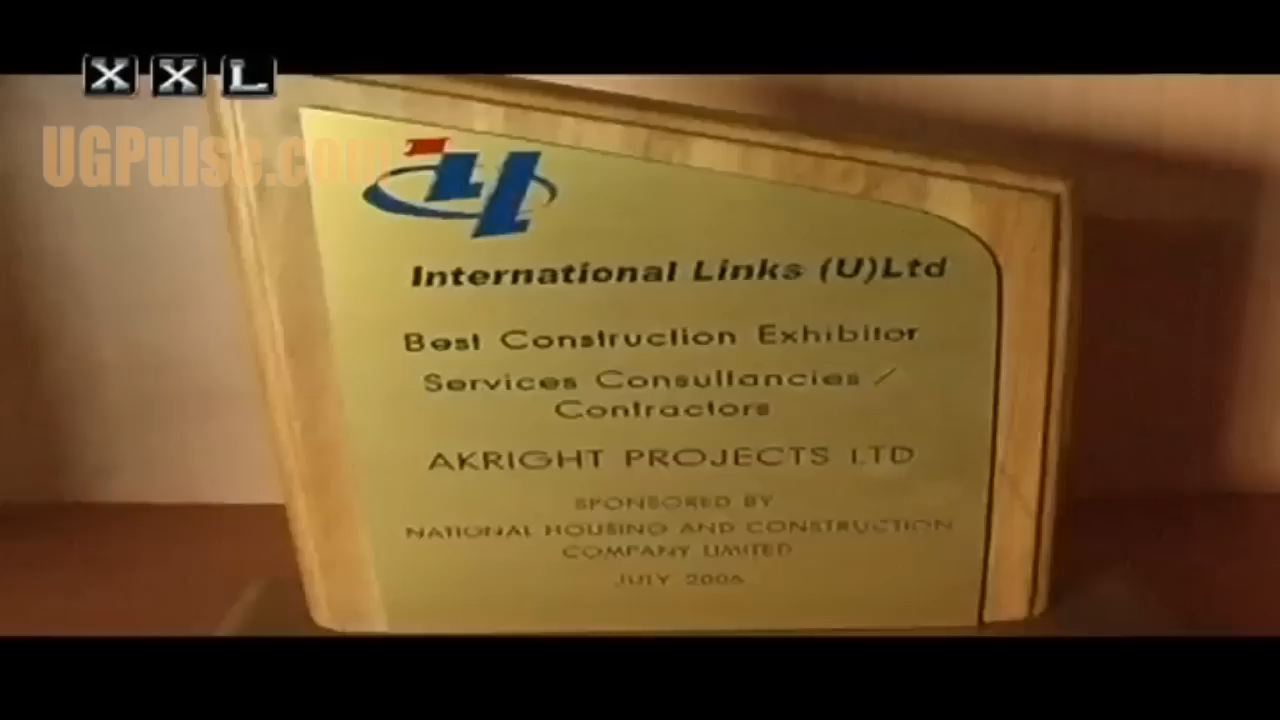 XXL
UGPulse.com
International Links (U)Ltd
Best Construction Exhibitor
Services Consultancies /
Contractors
AKRIGHT PROJECTS LTD
SPONSORED BY
NATIONAL HOUSING AND CONSTRUCTION
COMPANY LIMITED
JULY 2006